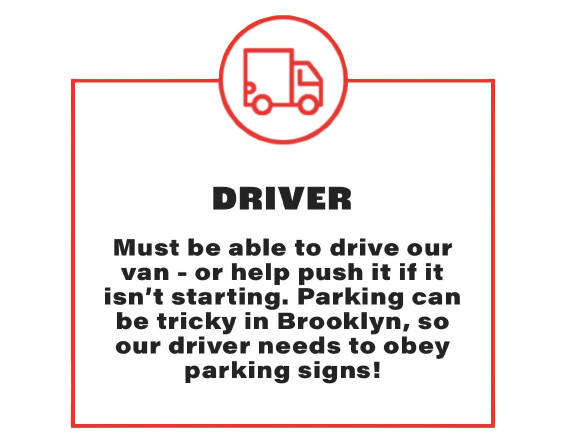 DRIVER
Must be able to drive our
van - or help push it if it
isn’t starting. Parking can
be tricky in Brooklyn, so
our driver needs to obey
parking signs!